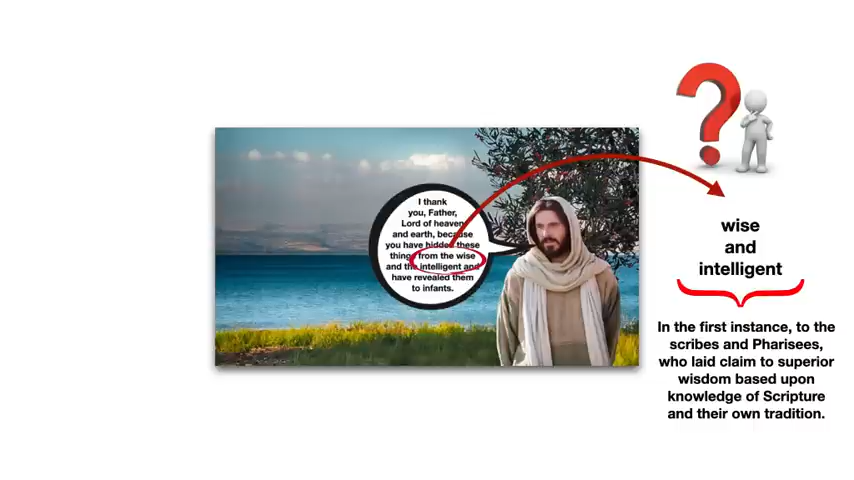 I thank
you, Father,
Lord of heaven
and earth, because
you have hidden these
things from the wise
and the intelligent and
have revealed them
to infants.
wise
and
intelligent
In the first instance, to the
scribes and Pharisees,
who laid claim to superior
wisdom based upon
knowledge of Scripture
and their own tradition.